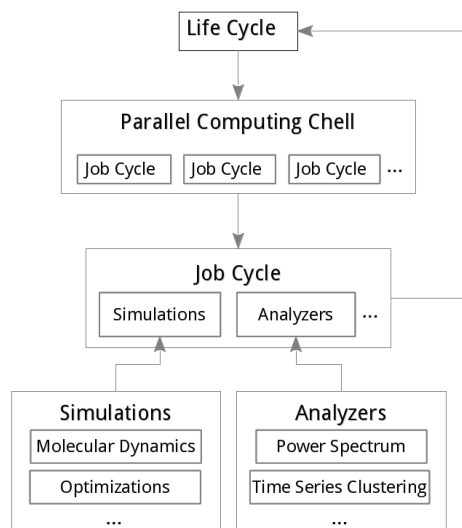 Life Cycle
Parallel Computing Chell
Job Cycle Job Cycle Job Cycle ...
Job Cycle
Simulations Analyzers ...
Simulations
Molecular Dynamics
Optimizations
...
Analyzers
Power Spectrum
Time Series Clustering
...